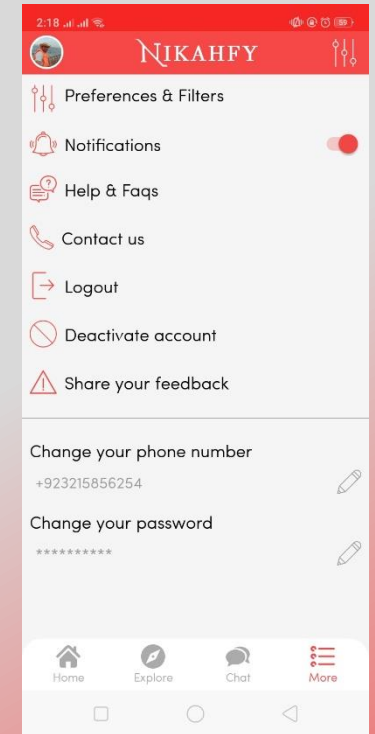 2:18
NIKAHFY
Preferences & Filters
Notifications
Help & Faqs
Contact us
Logout
Deactivate account
Share your feedback
Change your phone number
+923215856254
Change your password
**********
Home Explore Chat More